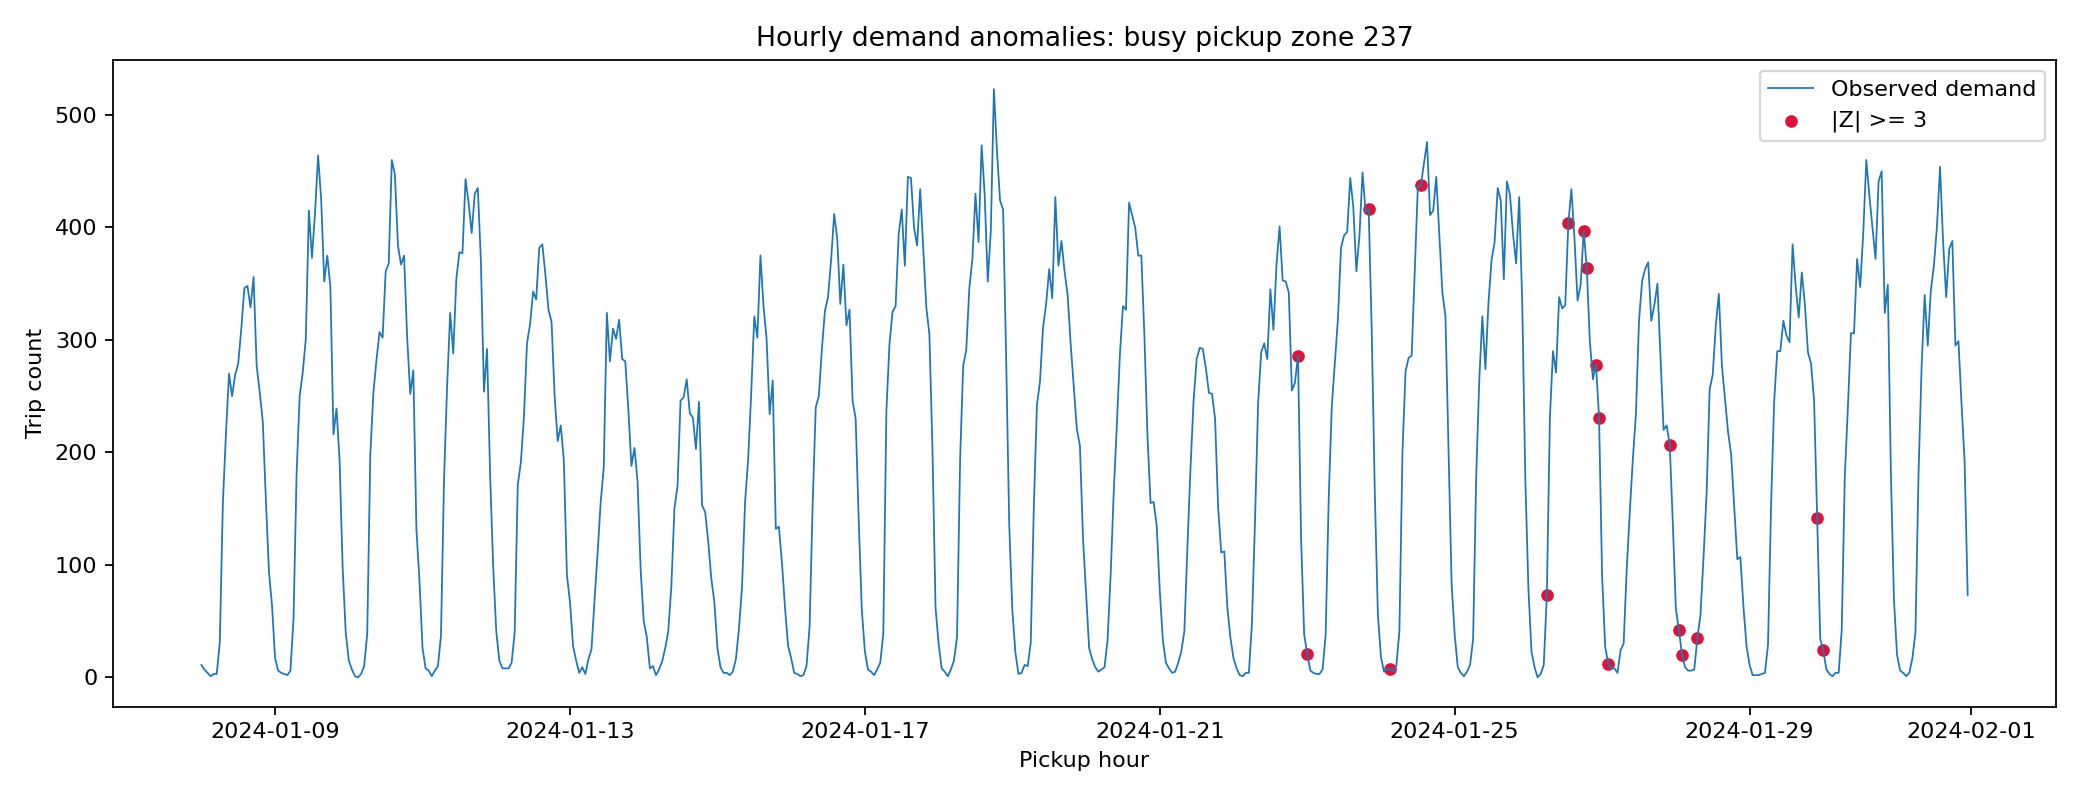 Hourly demand anomalies: busy pickup zone 237
Observed demand
|Z| >= 3
500
400
300
200
100
0
Trip count
2024-01-09
2024-01-13
2024-01-17
2024-01-21
2024-01-25
2024-01-29
2024-02-01
Pickup hour